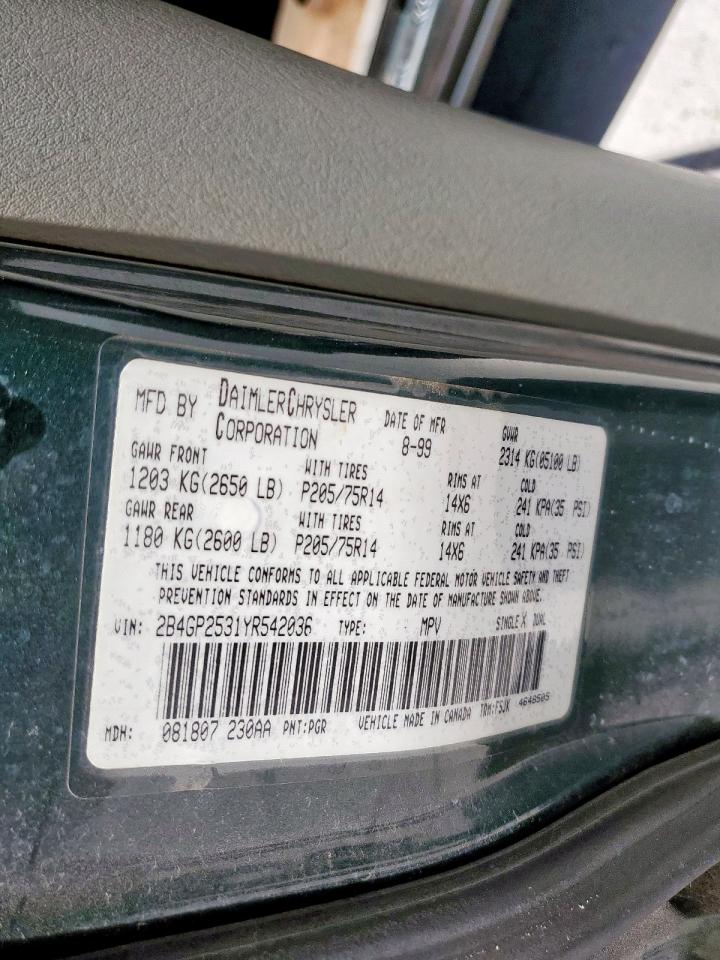 MFD BY DAIMLERCHRYSLER CORPORATION DATE OF MFR 8-99 GVWR 2314 KG(05100 LB)
GAWR FRONT WITH TIRES RIMS AT COLD
1203 KG(2650 LB) P205/75R14 14X6 241 KPA(35 PSI)
GAWR REAR WITH TIRES RIMS AT COLD
1180 KG(2600 LB) P205/75R14 14X6 241 KPA(35 PSI)
THIS VEHICLE CONFORMS TO ALL APPLICABLE FEDERAL MOTOR VEHICLE SAFETY AND THEFT
PREVENTION STANDARDS IN EFFECT ON THE DATE OF MANUFACTURE SHOWN ABOVE.
VIN: 2B4GP2531YR542036 TYPE: MPV SINGLE X DUAL
MDH: 081807 230AA PNT:PGR VEHICLE MADE IN CANADA TRM:F5JK 4648505